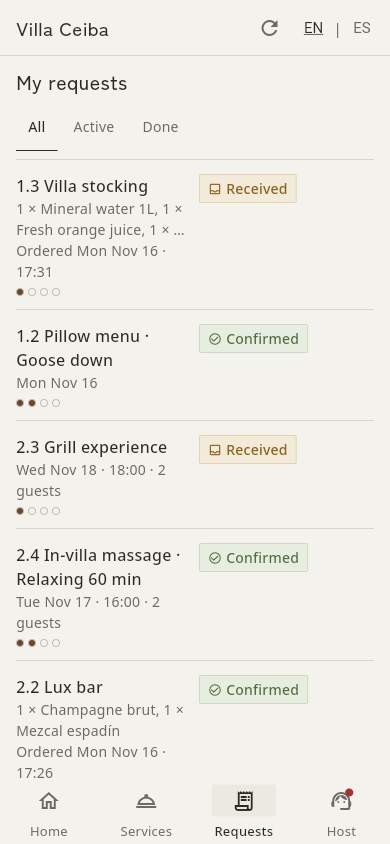 Villa Ceiba
EN | ES
My requests
All Active Done
1.3 Villa stocking
Received
1 × Mineral water 1L, 1 ×
Fresh orange juice, 1 × ...
Ordered Mon Nov 16 ·
17:31
1.2 Pillow menu ·
Goose down
Confirmed
Mon Nov 16
2.3 Grill experience
Received
Wed Nov 18 · 18:00 · 2
guests
2.4 In-villa massage ·
Relaxing 60 min
Confirmed
Tue Nov 17 · 16:00 · 2
guests
2.2 Lux bar
Confirmed
1 × Champagne brut, 1 ×
Mezcal espadín
Ordered Mon Nov 16 ·
17:26
Home Services Requests Host